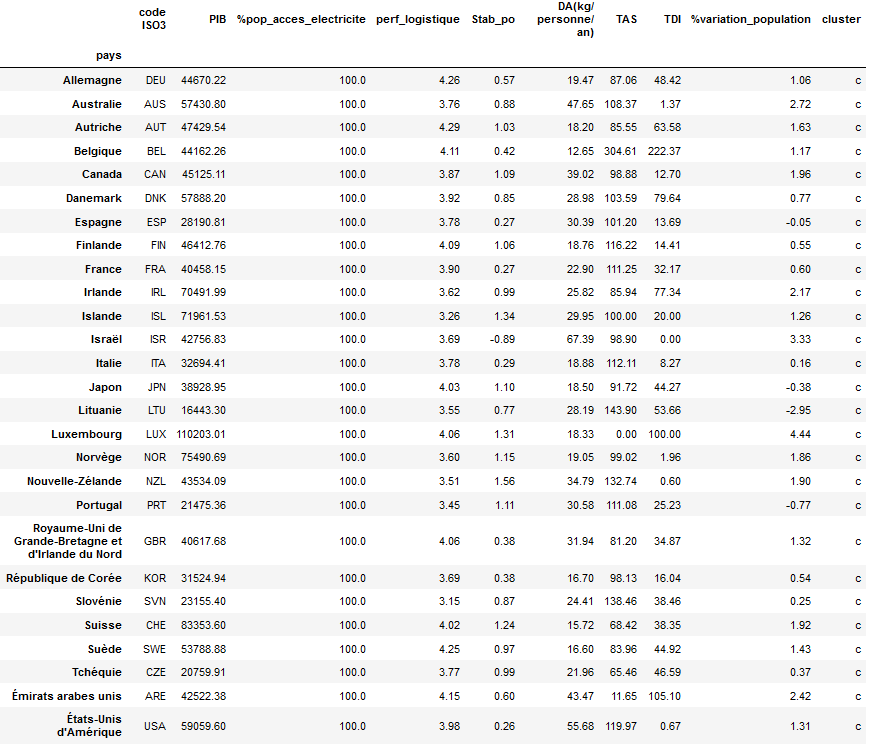 code ISO3 PIB %pop_acces_electricite perf_logistique Stab_po DA(kg/ personne/ an) TAS TDI %variation_population cluster
pays
Allemagne DEU 44670.22 100.0 4.26 0.57 19.47 87.06 48.42 1.06 c
Australie AUS 57430.80 100.0 3.76 0.88 47.65 108.37 1.37 2.72 c
Autriche AUT 47429.54 100.0 4.29 1.03 18.20 85.55 63.58 1.63 c
Belgique BEL 44162.26 100.0 4.11 0.42 12.65 304.61 222.37 1.17 c
Canada CAN 45125.11 100.0 3.87 1.09 39.02 98.88 12.70 1.96 c
Danemark DNK 57888.20 100.0 3.92 0.85 28.98 103.59 79.64 0.77 c
Espagne ESP 28190.81 100.0 3.78 0.27 30.39 101.20 13.69 -0.05 c
Finlande FIN 46412.76 100.0 4.09 1.06 18.76 116.22 14.41 0.55 c
France FRA 40458.15 100.0 3.90 0.27 22.90 111.25 32.17 0.60 c
Irlande IRL 70491.99 100.0 3.62 0.99 25.82 85.94 77.34 2.17 c
Islande ISL 71961.53 100.0 3.26 1.34 29.95 100.00 20.00 1.26 c
Israël ISR 42756.83 100.0 3.69 -0.89 67.39 98.90 0.00 3.33 c
Italie ITA 32694.41 100.0 3.78 0.29 18.88 112.11 8.27 0.16 c
Japon JPN 38928.95 100.0 4.03 1.10 18.50 91.72 44.27 -0.38 c
Lituanie LTU 16443.30 100.0 3.55 0.77 28.19 143.90 53.66 -2.95 c
Luxembourg LUX 110203.01 100.0 4.06 1.31 18.33 0.00 100.00 4.44 c
Norvège NOR 75490.69 100.0 3.60 1.15 19.05 99.02 1.96 1.86 c
Nouvelle-Zélande NZL 43534.09 100.0 3.51 1.56 34.79 132.74 0.60 1.90 c
Portugal PRT 21475.36 100.0 3.45 1.11 30.58 111.08 25.23 -0.77 c
Royaume-Uni de
Grande-Bretagne et
d'Irlande du Nord GBR 40617.68 100.0 4.06 0.38 31.94 81.20 34.87 1.32 c
République de Corée KOR 31524.94 100.0 3.69 0.38 16.70 98.13 16.04 0.54 c
Slovénie SVN 23155.40 100.0 3.15 0.87 24.41 138.46 38.46 0.25 c
Suisse CHE 83353.60 100.0 4.02 1.24 15.72 68.42 38.35 1.92 c
Suède SWE 53788.88 100.0 4.25 0.97 16.60 83.96 44.92 1.43 c
Tchéquie CZE 20759.91 100.0 3.77 0.99 21.96 65.46 46.59 0.37 c
Émirats arabes unis ARE 42522.38 100.0 4.15 0.60 43.47 11.65 105.10 2.42 c
États-Unis
d'Amérique USA 59059.60 100.0 3.98 0.26 55.68 119.97 0.67 1.31 c